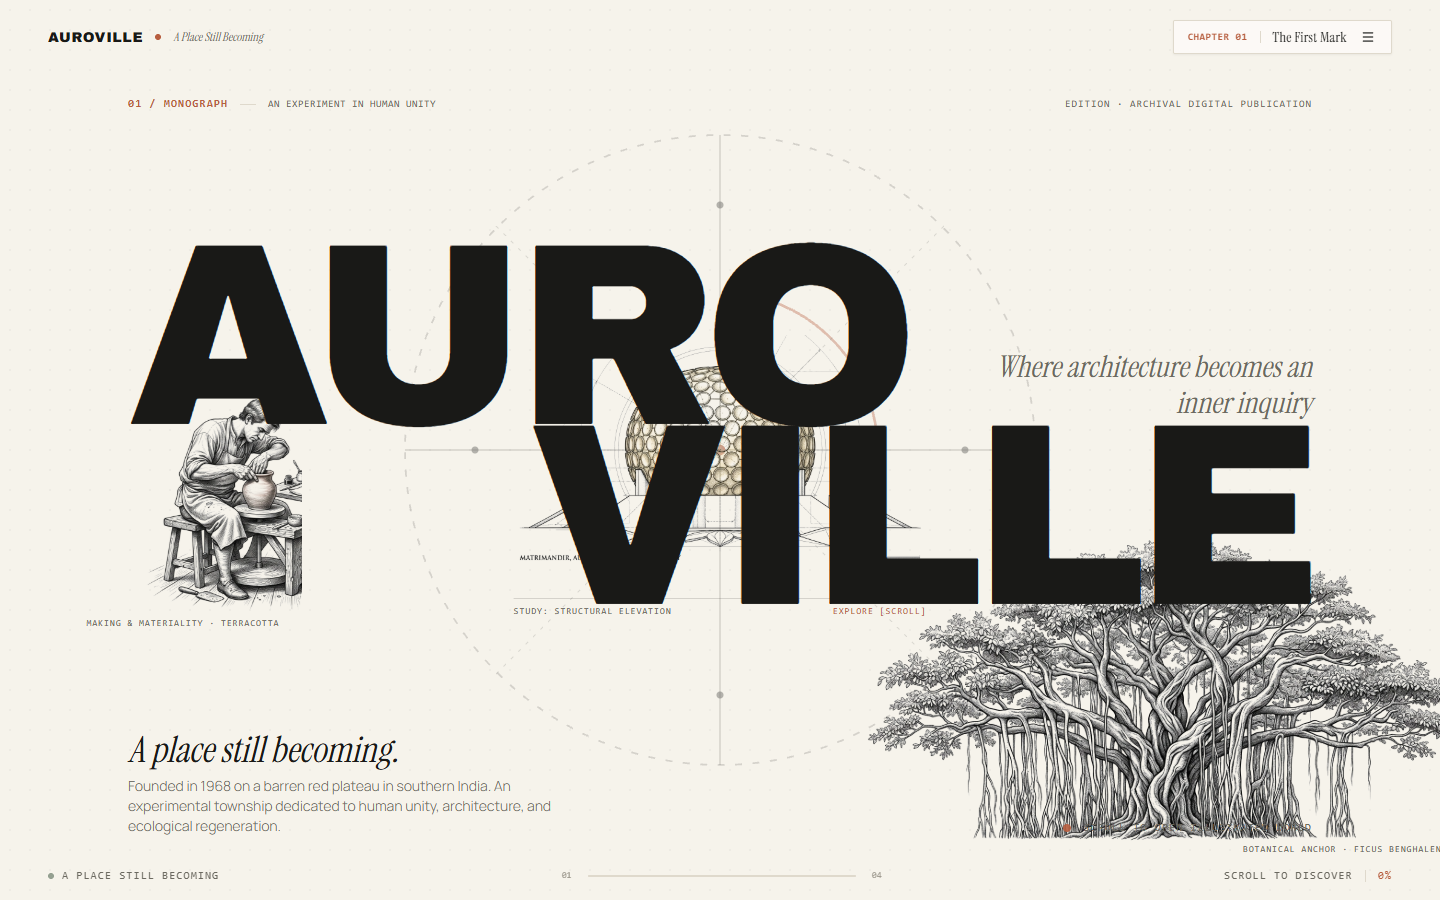 AUROVILLE
A Place Still Becoming
CHAPTER 01
The First Mark
01 / MONOGRAPH
AN EXPERIMENT IN HUMAN UNITY
EDITION · ARCHIVAL DIGITAL PUBLICATION
AURO
Where architecture becomes an
inner inquiry
VILLE
MATRIMANDIR,
STUDY: STRUCTURAL ELEVATION
EXPLORE [SCROLL]
MAKING & MATERIALITY · TERRACOTTA
A place still becoming.
Founded in 1968 on a barren red plateau in southern India. An
experimental township dedicated to human unity, architecture, and
ecological regeneration.
BOTANICAL ANCHOR · FICUS
A PLACE STILL BECOMING
01
04
SCROLL TO DISCOVER
0%